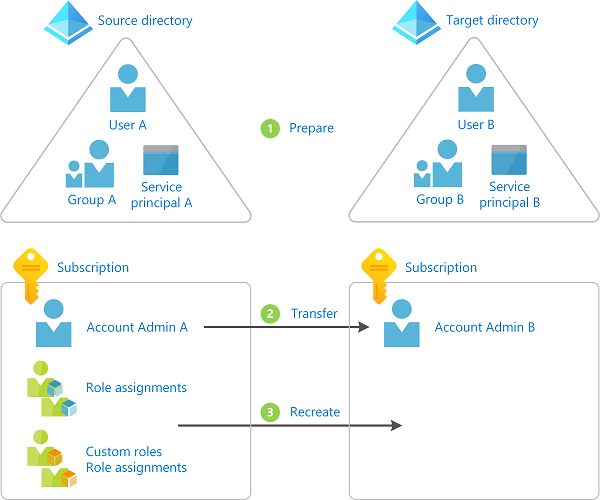 Source directory
Target directory
User A
User B
1 Prepare
Group A
Service
principal A
Group B
Service
principal B
Subscription
Subscription
Account Admin A
2 Transfer
Account Admin B
Role assignments
3 Recreate
Custom roles
Role assignments